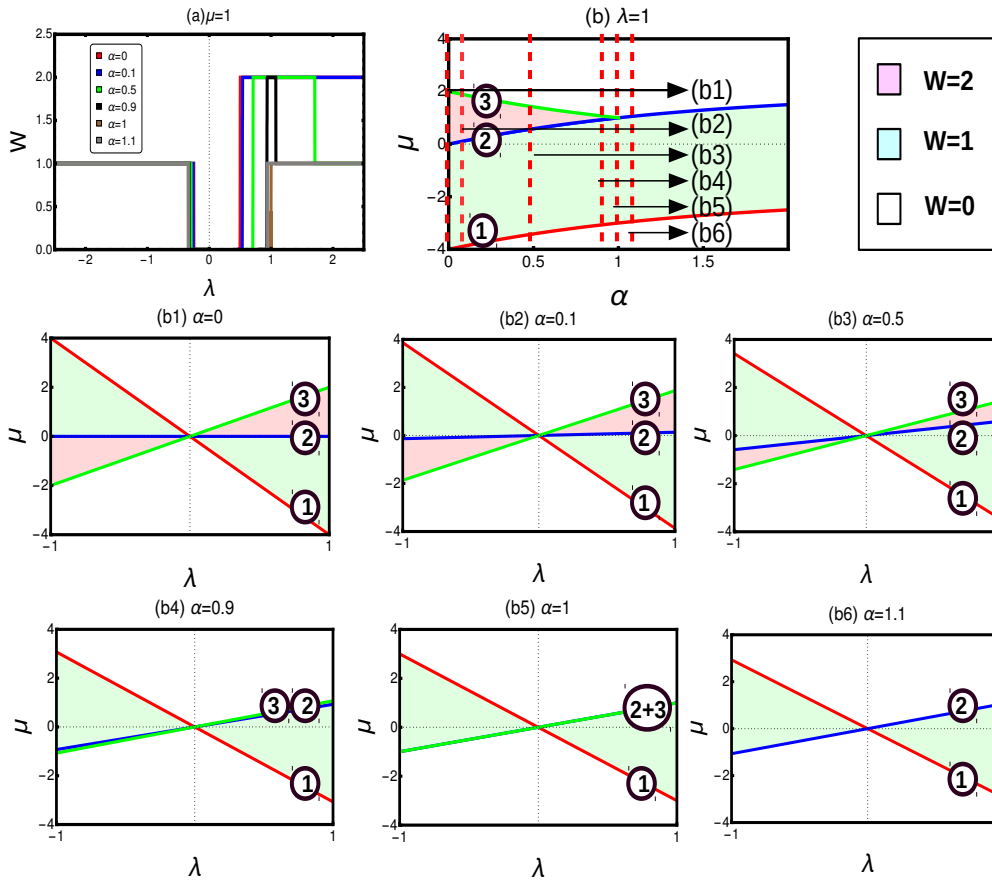 (a)μ=1
W
2.5
2.0
1.5
1.0
0.5
0.0
α=0
α=0.1
α=0.5
α=0.9
α=1
α=1.1
−2 −1 0 1 2
λ
(b) λ=1
μ
4
2
0
−2
−4
3
2
1
(b1)
(b2)
(b3)
(b4)
(b5)
(b6)
0 0.5 1 1.5
α
W=2
W=1
W=0
(b1) α=0
μ
4
2
0
−2
−4
3
2
1
−1 1
λ
(b2) α=0.1
μ
4
2
0
−2
−4
3
2
1
−1 1
λ
(b3) α=0.5
μ
4
2
0
−2
−4
3
2
1
−1 1
λ
(b4) α=0.9
μ
4
2
0
−2
−4
3 2
1
−1 1
λ
(b5) α=1
μ
4
2
0
−2
−4
2+3
1
−1 1
λ
(b6) α=1.1
μ
4
2
0
−2
−4
2
1
−1 1
λ